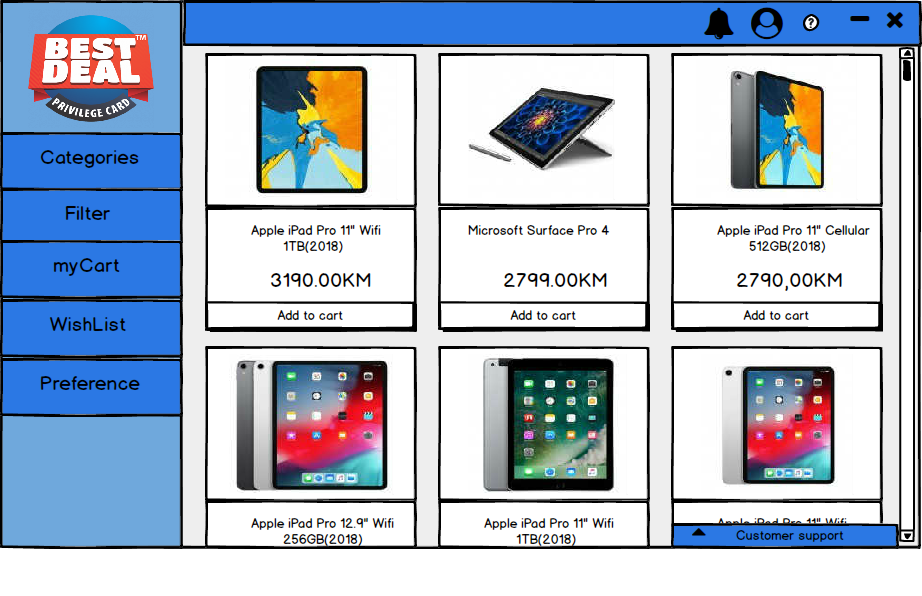 BEST
DEAL
TM
PRIVILEGE CARD
?
Categories
Filter
myCart
WishList
Preference
Apple iPad Pro 11" Wifi
1TB(2018)
3190.00KM
Add to cart
Microsoft Surface Pro 4
2799.00KM
Add to cart
Apple iPad Pro 11" Cellular
512GB(2018)
2790,00KM
Add to cart
Apple iPad Pro 12.9" Wifi
256GB(2018)
Apple iPad Pro 11" Wifi
1TB(2018)
Apple iPad Pro 11" Wifi
Customer support